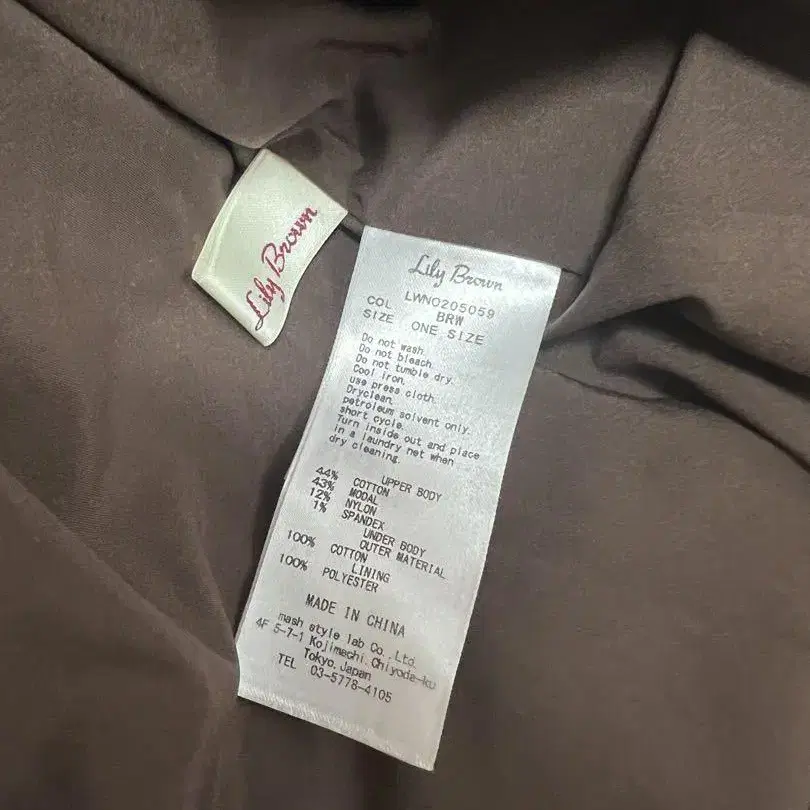 Lily Brown
Lily Brown
LWNO205059
COL BRW
SIZE ONE SIZE
Do not wash.
Do not bleach.
Do not tumble dry.
Cool iron.
use press cloth.
Dryclean.
petroleum solvent only.
short cycle.
Turn inside out and place
in a laundry net when
dry cleaning.
UPPER BODY
44% COTTON
43% MODAL
12% NYLON
1% SPANDEX
UNDER BODY
OUTER MATERIAL
100% COTTON
LINING
100% POLYESTER
MADE IN CHINA
mash style lab Co.,Ltd.
4F 5-7-1 Kojimachi,Chiyoda-ku
Tokyo,Japan
TEL 03-5778-4105